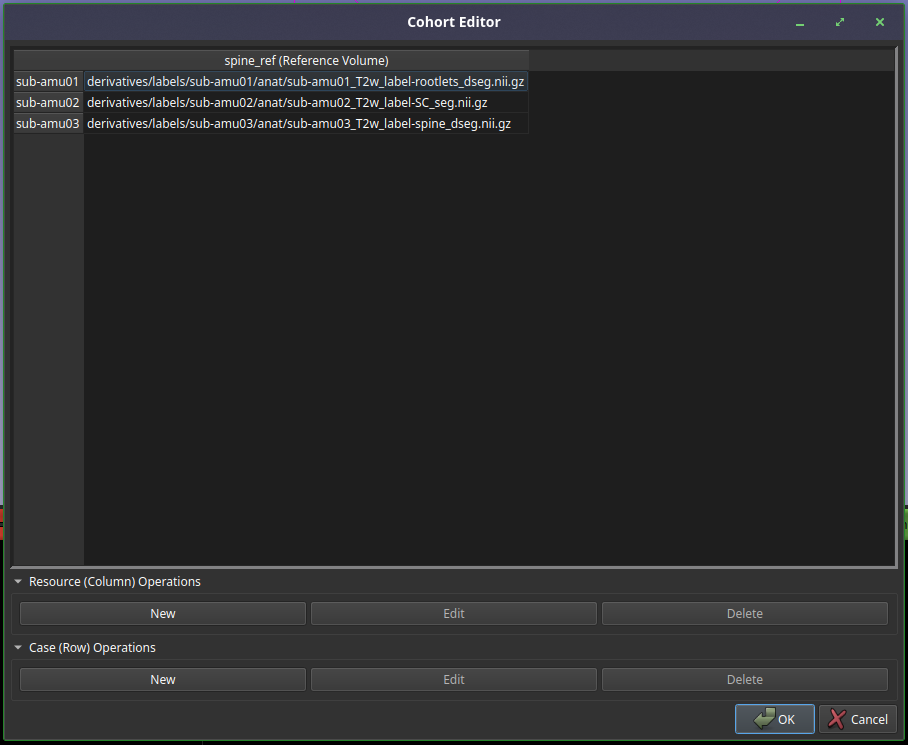 Cohort Editor
spine_ref (Reference Volume)
sub-amu01 derivatives/labels/sub-amu01/anat/sub-amu01_T2w_label-rootlets_dseg.nii.gz
sub-amu02 derivatives/labels/sub-amu02/anat/sub-amu02_T2w_label-SC_seg.nii.gz
sub-amu03 derivatives/labels/sub-amu03/anat/sub-amu03_T2w_label-spine_dseg.nii.gz
Resource (Column) Operations
New Edit Delete
Case (Row) Operations
New Edit Delete
OK Cancel